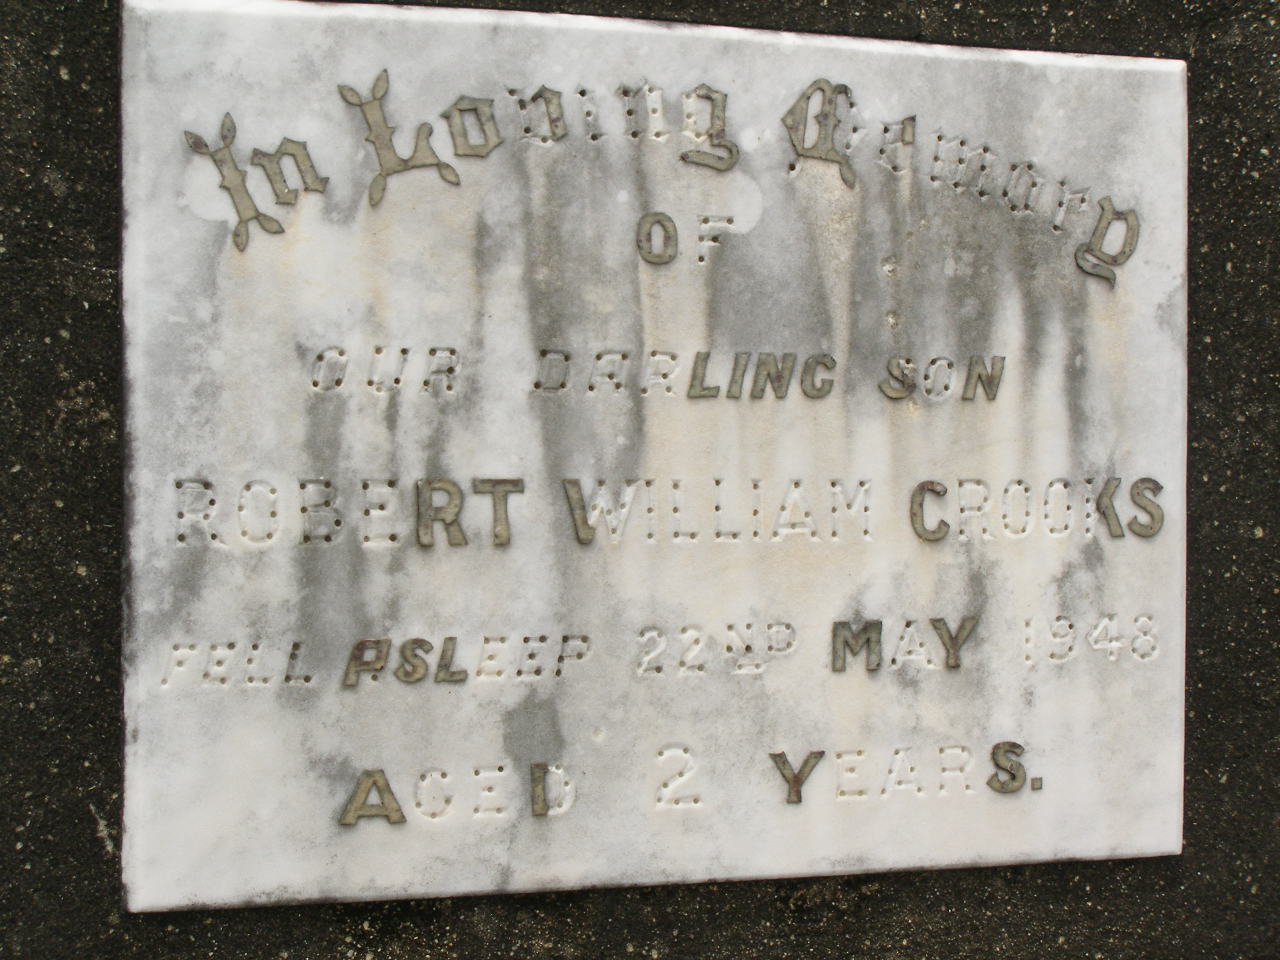 In Loving Memory
OF
OUR DARLING SON
ROBERT WILLIAM CROOKS
FELL ASLEEP 22ND MAY 1948
AGED 2 YEARS.